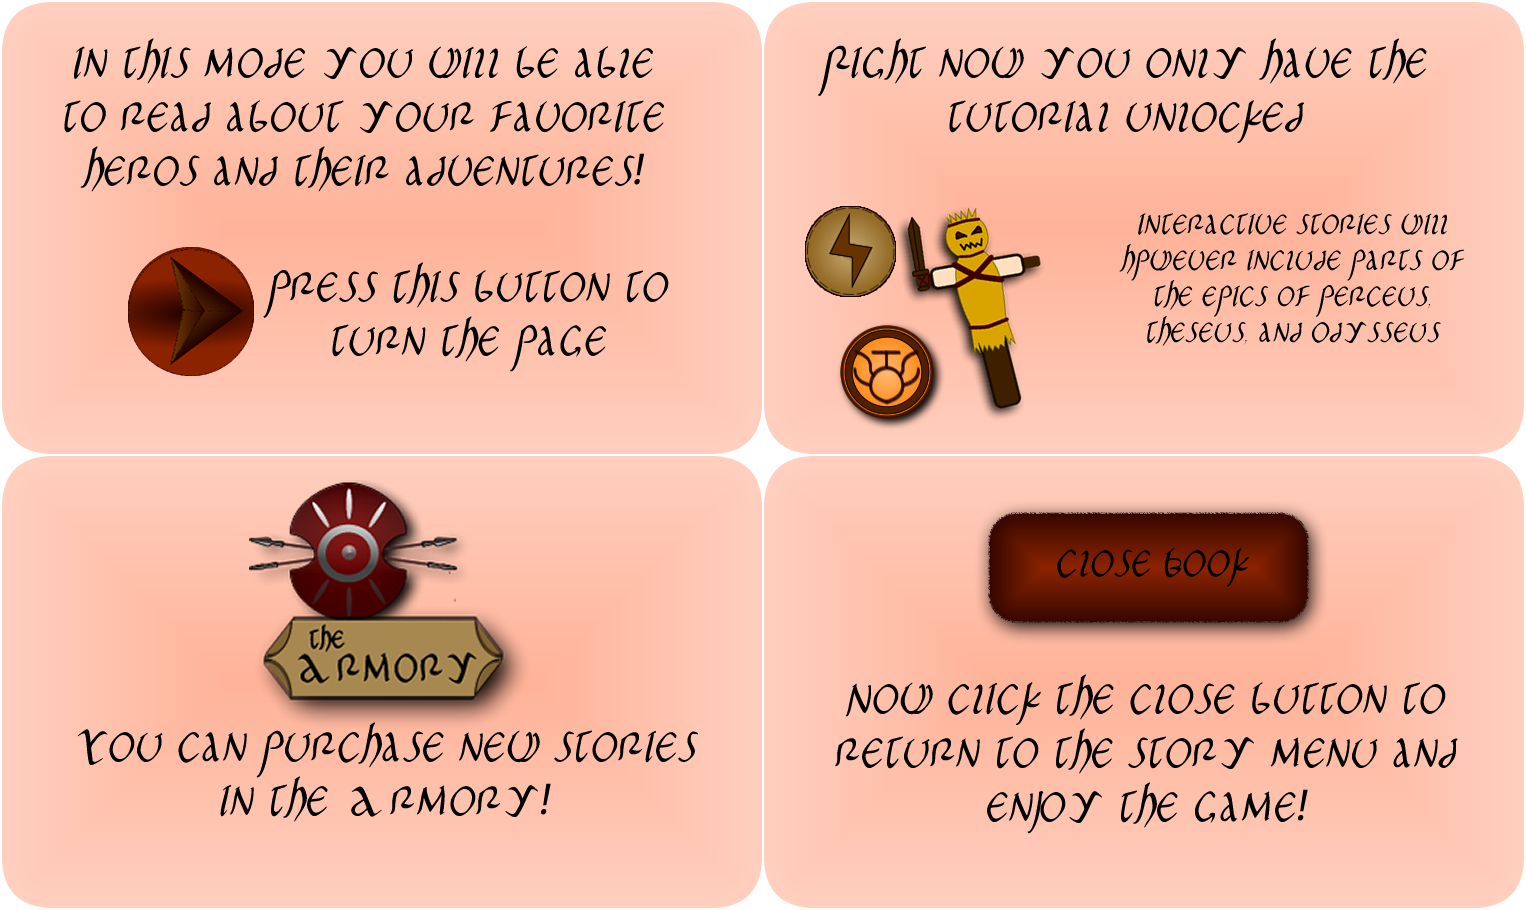 In this mode you will be able
to read about your favorite
heros and their adventures!
Press this button to
turn the page
Right now you only have the
tutorial unlocked
Interactive stories will
hpwever include parts of
the epics of Perceus,
Theseus, and Odysseus
The
Armory
You can purchase new stories
in the Armory!
Close Book
Now click the close button to
return to the story menu and
enjoy the game!